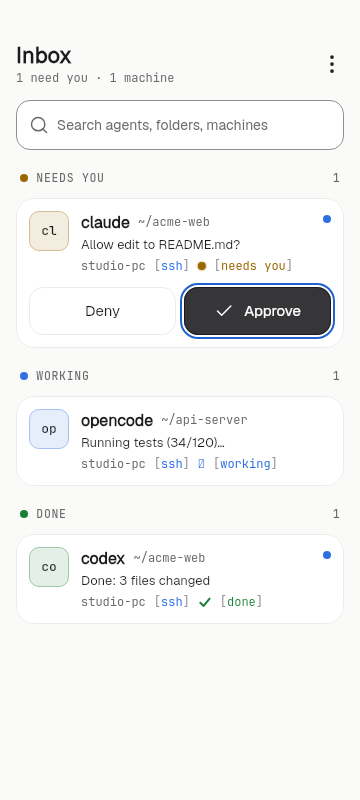 Inbox
1 need you · 1 machine
Search agents, folders, machines
NEEDS YOU 1
cl claude ~/acme-web
Allow edit to README.md?
studio-pc [ssh] [needs you]
Deny Approve
WORKING 1
op opencode ~/api-server
Running tests (34/120)…
studio-pc [ssh] [working]
DONE 1
co codex ~/acme-web
Done: 3 files changed
studio-pc [ssh] ✓ [done]